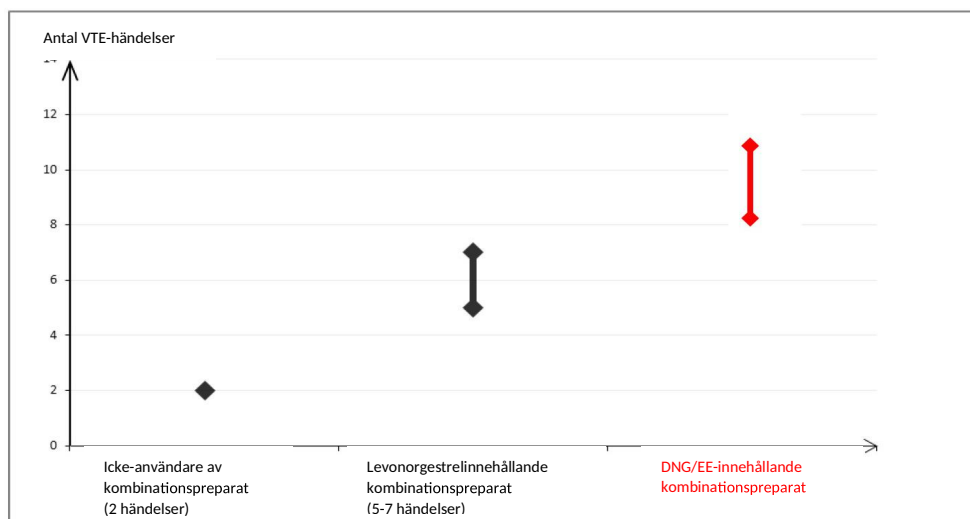 Antal VTE-händelser
14
12
10
8
6
4
2
0
Icke-användare av
kombinationspreparat
(2 händelser)
Levonorgestrelinnehållande
kombinationspreparat
(5-7 händelser)
DNG/EE-innehållande
kombinationspreparat